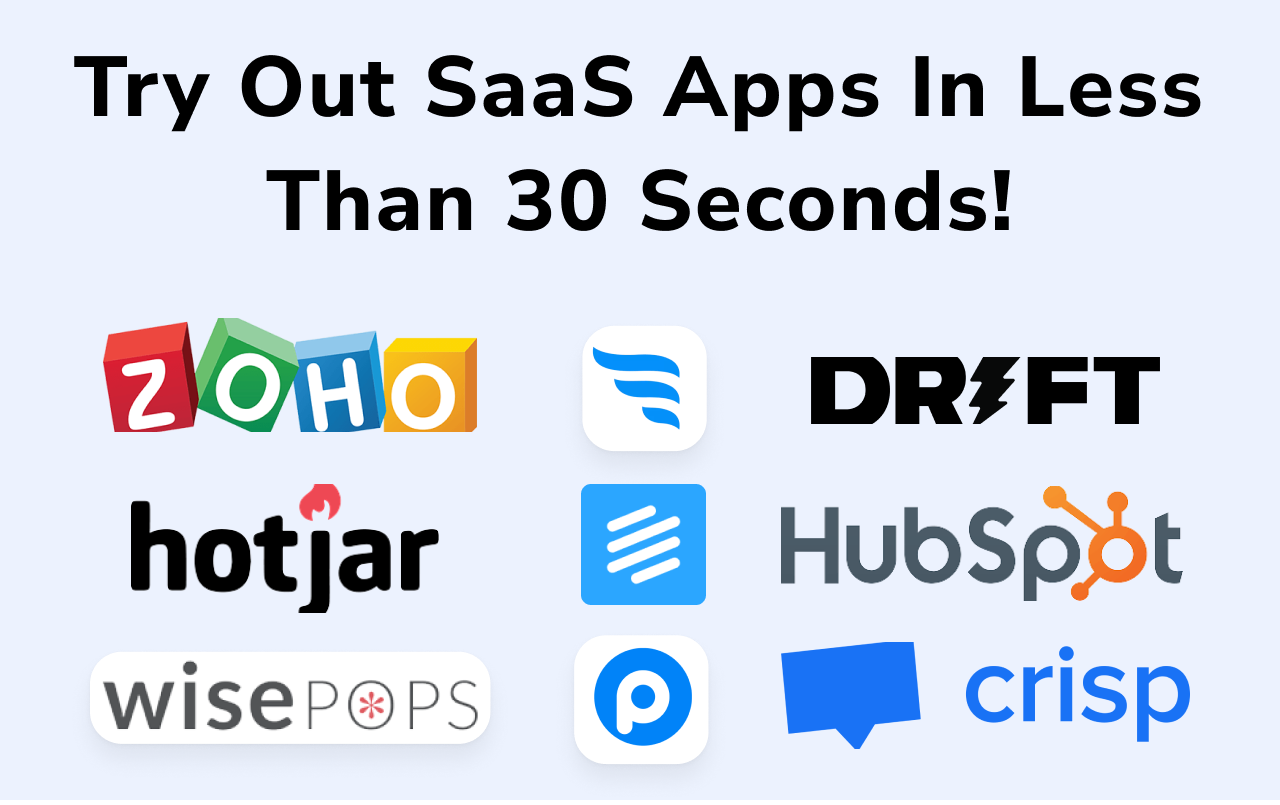 Try Out SaaS Apps In Less
Than 30 Seconds!
ZOHO
DRIFT
hotjar
HubSpot
wisePOPS
p
crisp